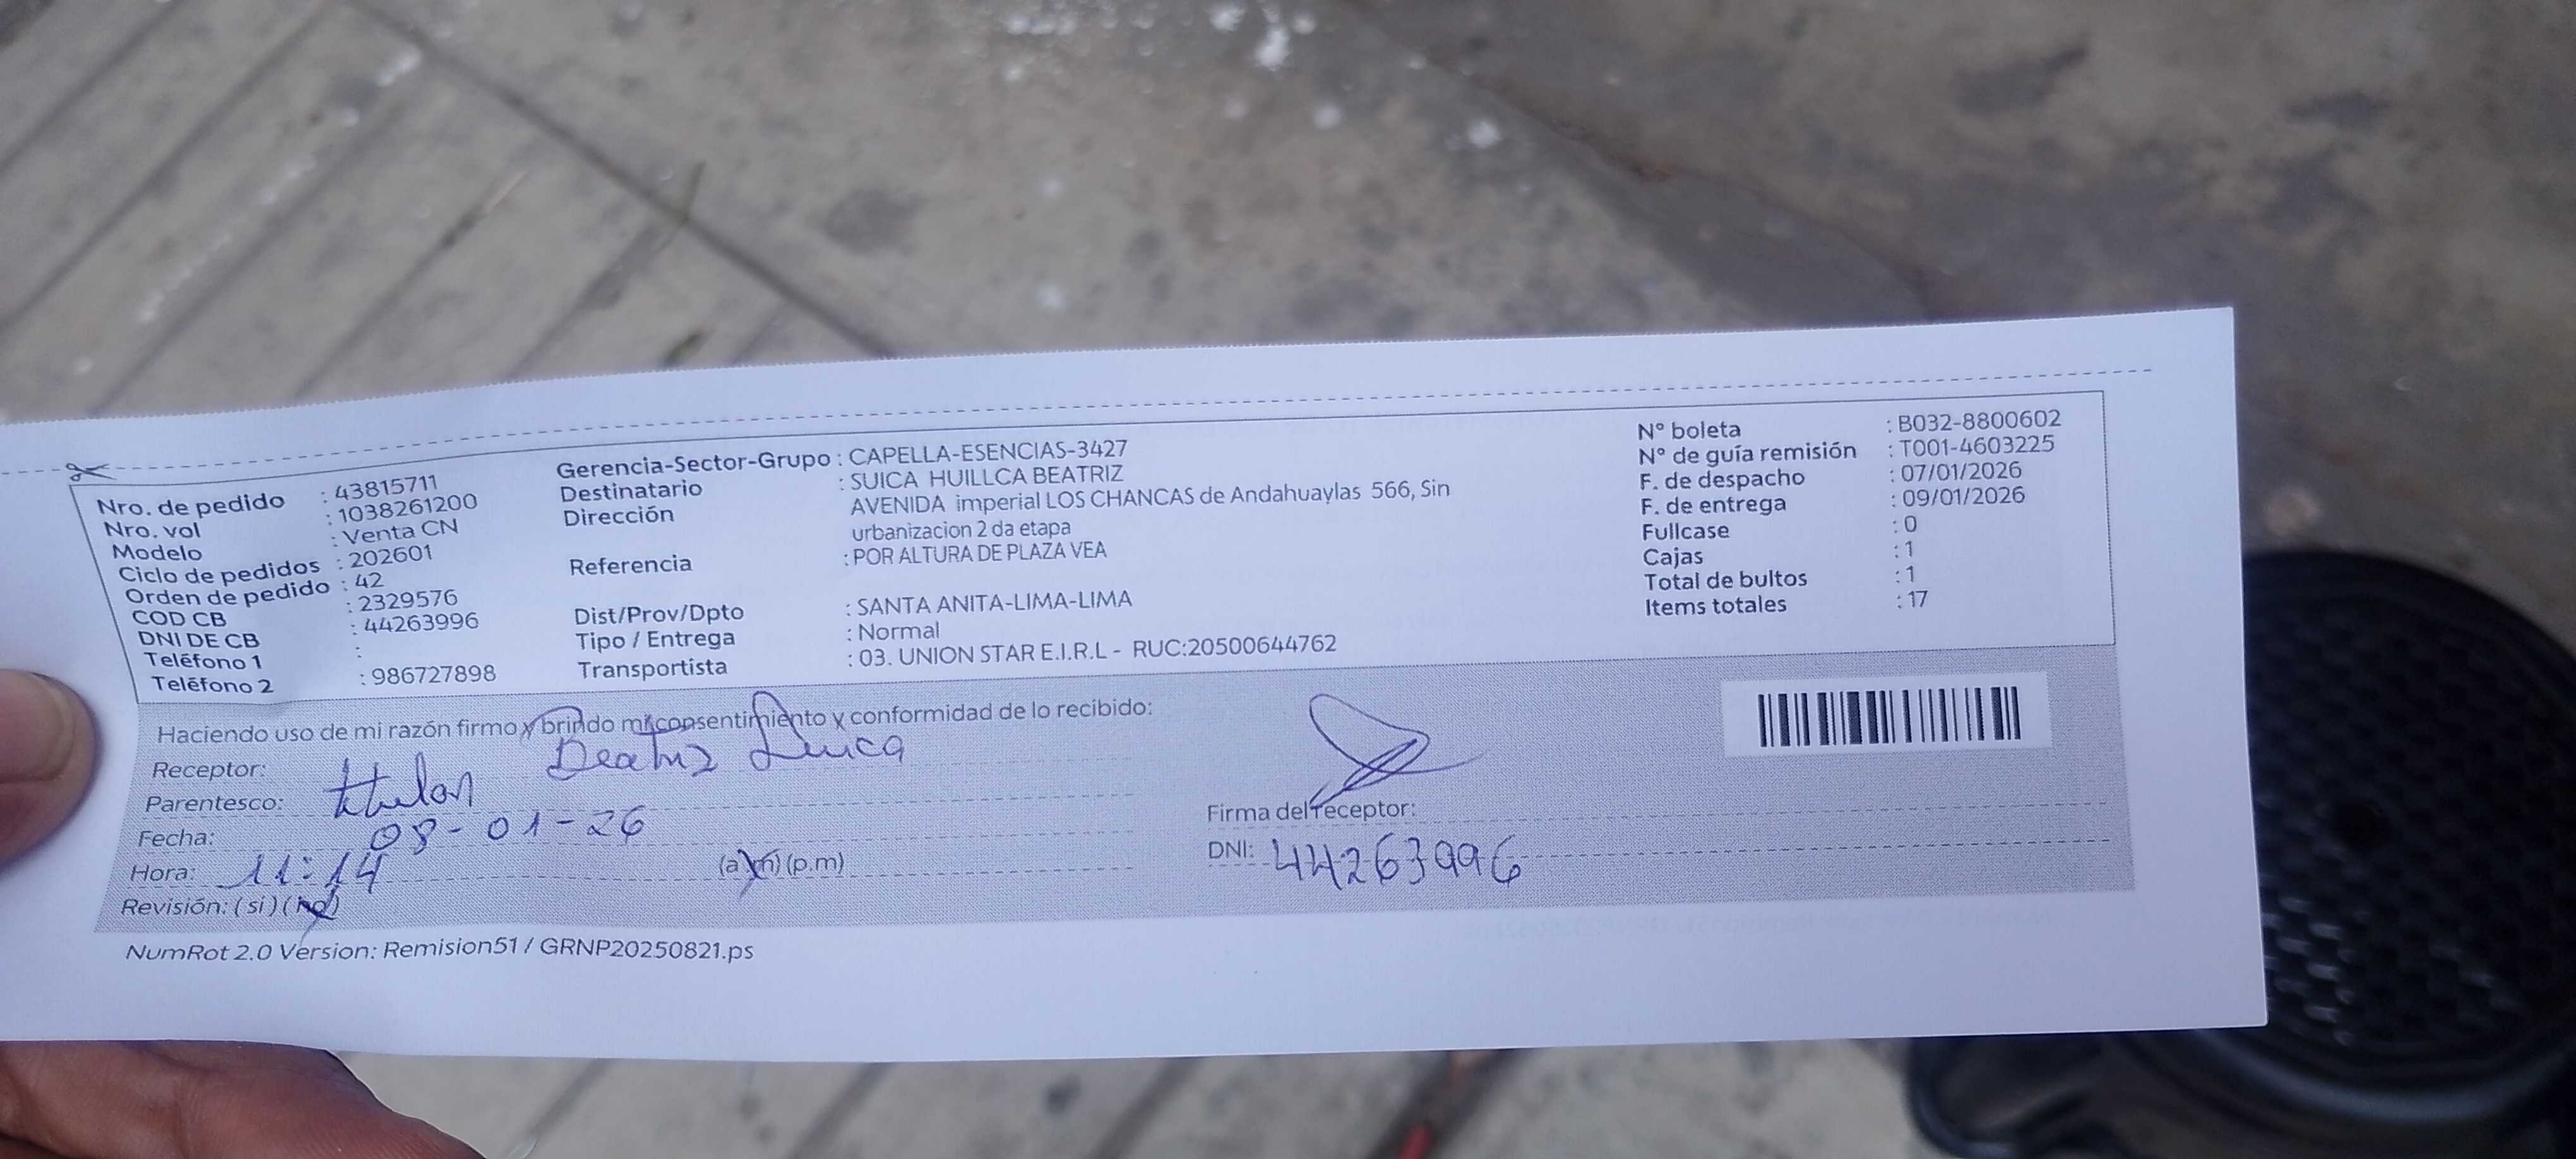 Nro. de pedido : 43815711
Nro. vol : 1038261200
Modelo : Venta CN
Ciclo de pedidos : 202601
Orden de pedido : 42
COD CB : 2329576
DNI DE CB : 44263996
Teléfono 1 :
Teléfono 2 : 986727898
Gerencia-Sector-Grupo : CAPELLA-ESENCIAS-3427
Destinatario : SUICA HUILLCA BEATRIZ
Dirección AVENIDA imperial LOS CHANCAS de Andahuaylas 566, Sin
urbanizacion 2 da etapa
Referencia : POR ALTURA DE PLAZA VEA
Dist/Prov/Dpto : SANTA ANITA-LIMA-LIMA
Tipo / Entrega : Normal
Transportista : 03. UNION STAR E.I.R.L - RUC:20500644762
N° boleta : B032-8800602
N° de guía remisión : T001-4603225
F. de despacho : 07/01/2026
F. de entrega : 09/01/2026
Fullcase : 0
Cajas : 1
Total de bultos : 1
Items totales : 17
Haciendo uso de mi razón firmo y brindo mi consentimiento y conformidad de lo recibido:
Receptor: Beatriz Suica
Parentesco: titular
Fecha: 08-01-26
Hora: 11:14 (a.m) (p.m)
Revisión: (si) (no)
Firma del receptor:
DNI: 44263996
NumRot 2.0 Version: Remision51 / GRNP20250821.ps